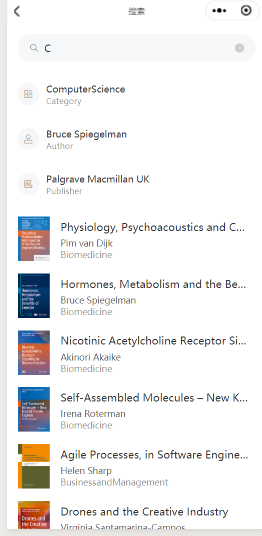 搜索
C
ComputerScience
Category
Bruce Spiegelman
Author
Palgrave Macmillan UK
Publisher
Physiology, Psychoacoustics and C...
Pim van Dijk
Biomedicine
Hormones, Metabolism and the Be...
Bruce Spiegelman
Biomedicine
Nicotinic Acetylcholine Receptor Si...
Akinori Akaike
Biomedicine
Self-Assembled Molecules – New K...
Irena Roterman
Biomedicine
Agile Processes, in Software Engine...
Helen Sharp
BusinessandManagement
Drones and the Creative Industry
Virginia Santamarina-Campos